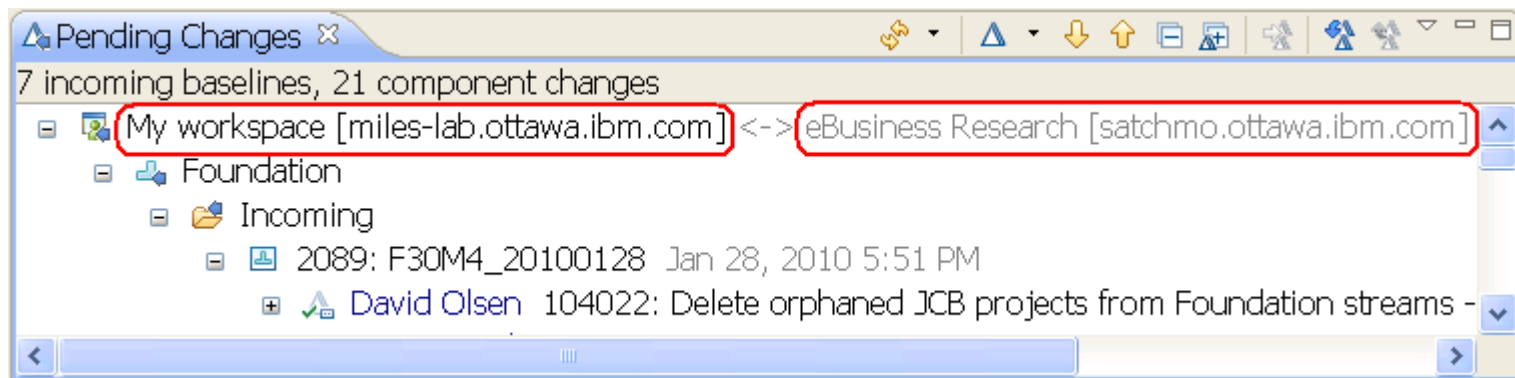 Pending Changes
7 incoming baselines, 21 component changes
My workspace [miles-lab.ottawa.ibm.com] <-> eBusiness Research [satchmo.ottawa.ibm.com]
Foundation
Incoming
2089: F30M4_20100128 Jan 28, 2010 5:51 PM
David Olsen 104022: Delete orphaned JCB projects from Foundation streams -